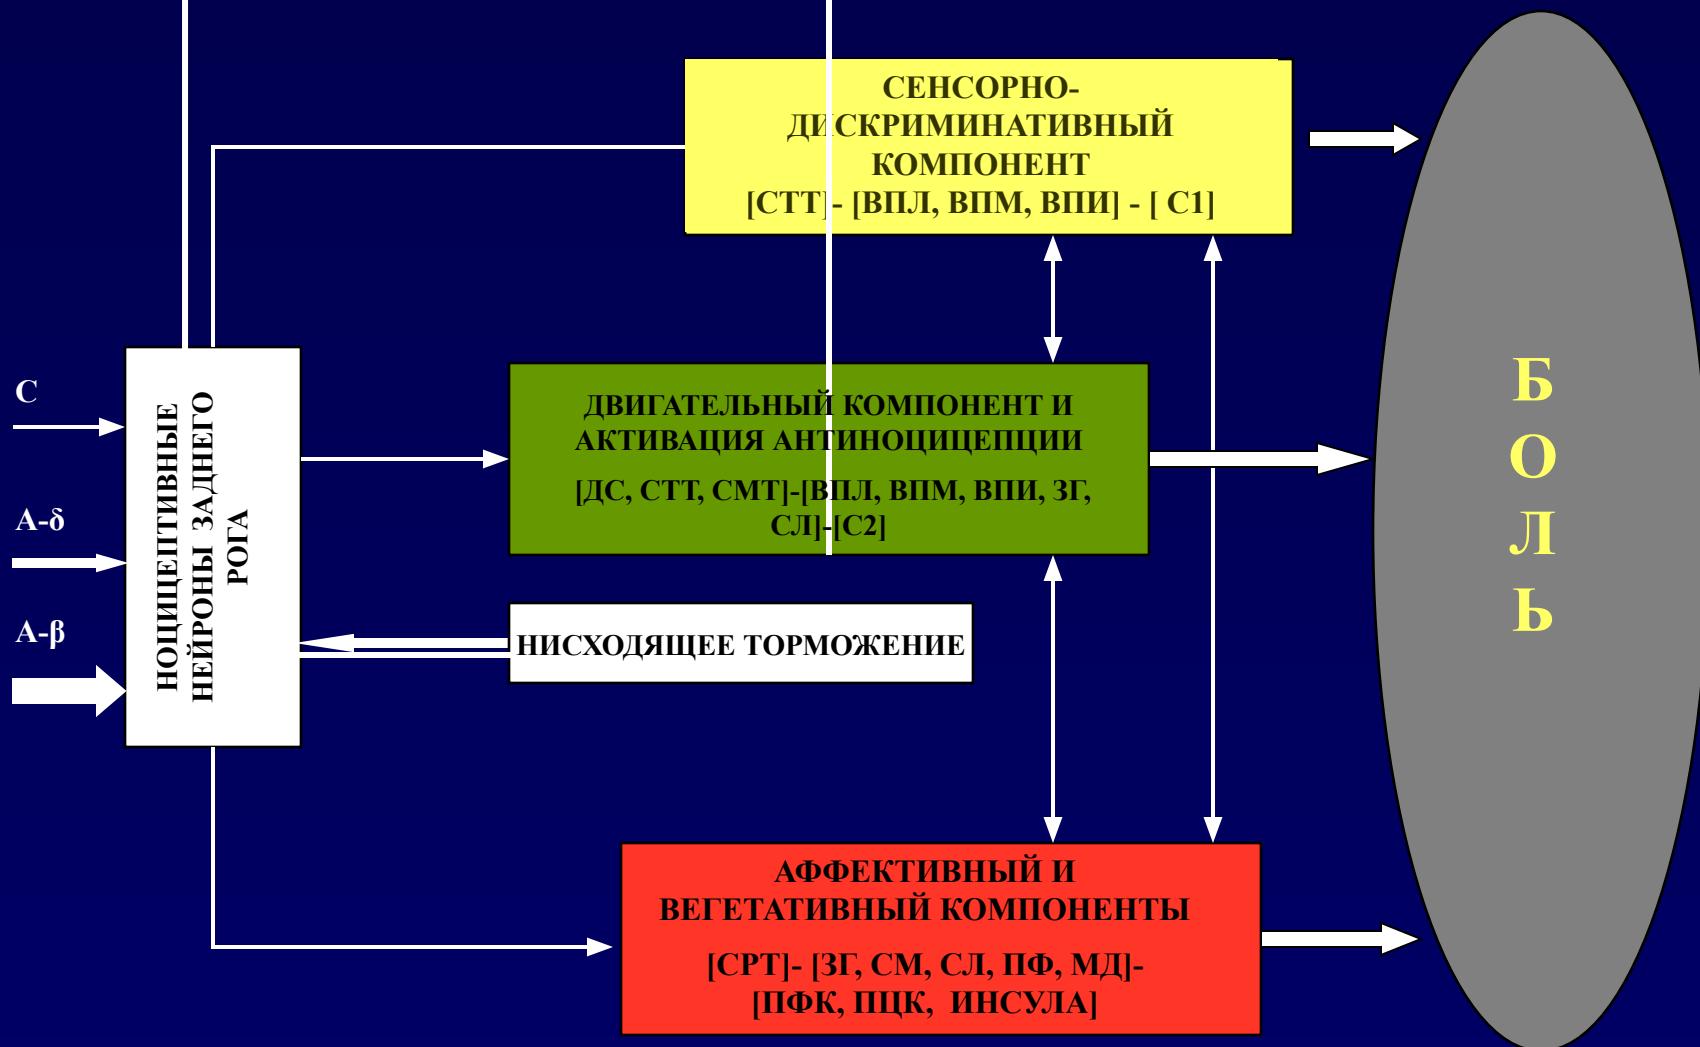 СЕНСОРНО-
ДИСКРИМИНАТИВНЫЙ
КОМПОНЕНТ
[СТТ]- [ВПЛ, ВПМ, ВПИ] - [ С1]
С
А-δ
А-β
НОЦИЦЕПТИВНЫЕ
НЕЙРОНЫ ЗАДНЕГО
РОГА
ДВИГАТЕЛЬНЫЙ КОМПОНЕНТ И
АКТИВАЦИЯ АНТИНОЦИЦЕПЦИИ
[ДС, СТТ, СМТ]-[ВПЛ, ВПМ, ВПИ, ЗГ,
СЛ]-[С2]
НИСХОДЯЩЕЕ ТОРМОЖЕНИЕ
АФФЕКТИВНЫЙ И
ВЕГЕТАТИВНЫЙ КОМПОНЕНТЫ
[СРТ]- [ЗГ, СМ, СЛ, ПФ, МД]-
[ПФК, ПЦК, ИНСУЛА]
Б
О
Л
Ь